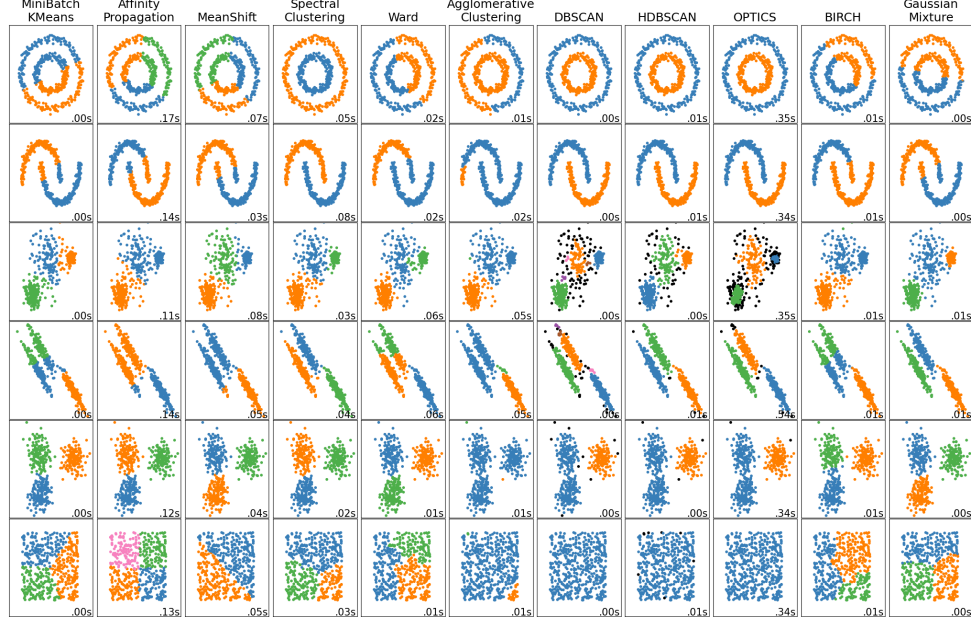 MiniBatch KMeans
Affinity Propagation
MeanShift
Spectral Clustering
Ward
Agglomerative Clustering
DBSCAN
HDBSCAN
OPTICS
BIRCH
Gaussian Mixture
.00s .17s .07s .05s .02s .01s .00s .01s .35s .01s .00s
.00s .14s .03s .08s .02s .02s .00s .01s .34s .01s .00s
.00s .11s .08s .03s .06s .05s .00s .00s .35s .01s .01s
.00s .14s .05s .04s .06s .05s .00s .01s .94s .01s .01s
.00s .12s .04s .02s .01s .01s .00s .01s .34s .01s .00s
.00s .13s .05s .03s .01s .01s .00s .01s .34s .01s .00s